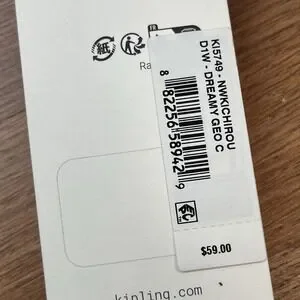 紙
Ra
KI5749 - NWKICHIROU
D1W - DREAMY GEO C
8 82256 58942 9
$59.00
kipling.com